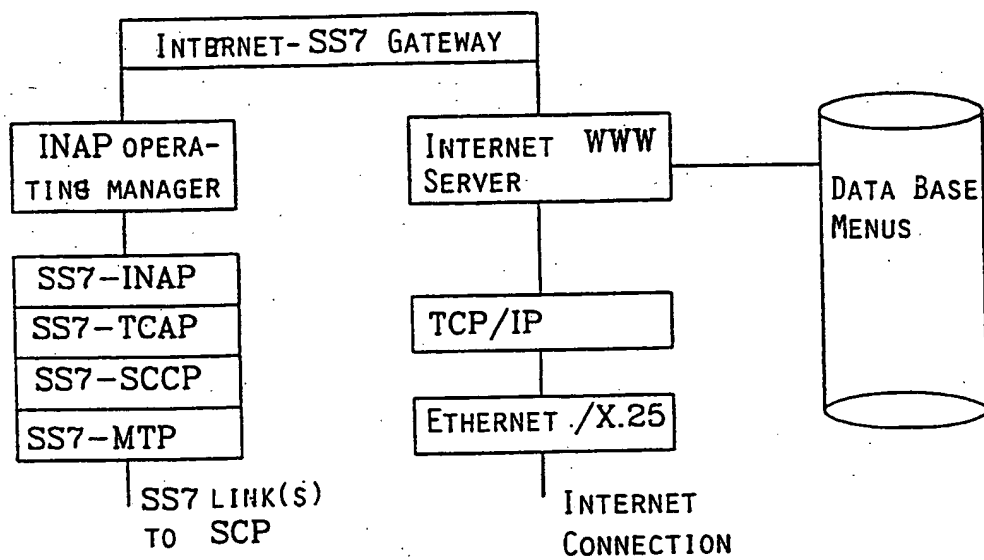 INTERNET-SS7 GATEWAY
INAP OPERA-
TING MANAGER
SS7-INAP
SS7-TCAP
SS7-SCCP
SS7-MTP
SS7 LINK(S)
TO SCP
INTERNET WWW
SERVER
TCP/IP
ETHERNET /X.25
INTERNET
CONNECTION
DATA BASE
MENUS